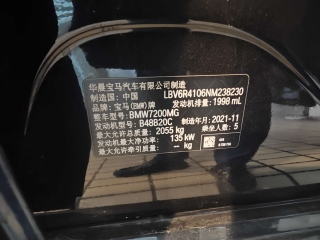 华晨宝马汽车有限公司制造
制造国：中国 LBV6R4106NM238230
品牌：宝马(BMW)牌 发动机排量：1998 mL
整车型号：BMW7200MG
发动机型号：B48B20C 制造年月：2021-11
最大允许总质量：2055 kg 乘坐人数：5
发动机最大净功率：135 kW
最大允许牵引质量：– kg